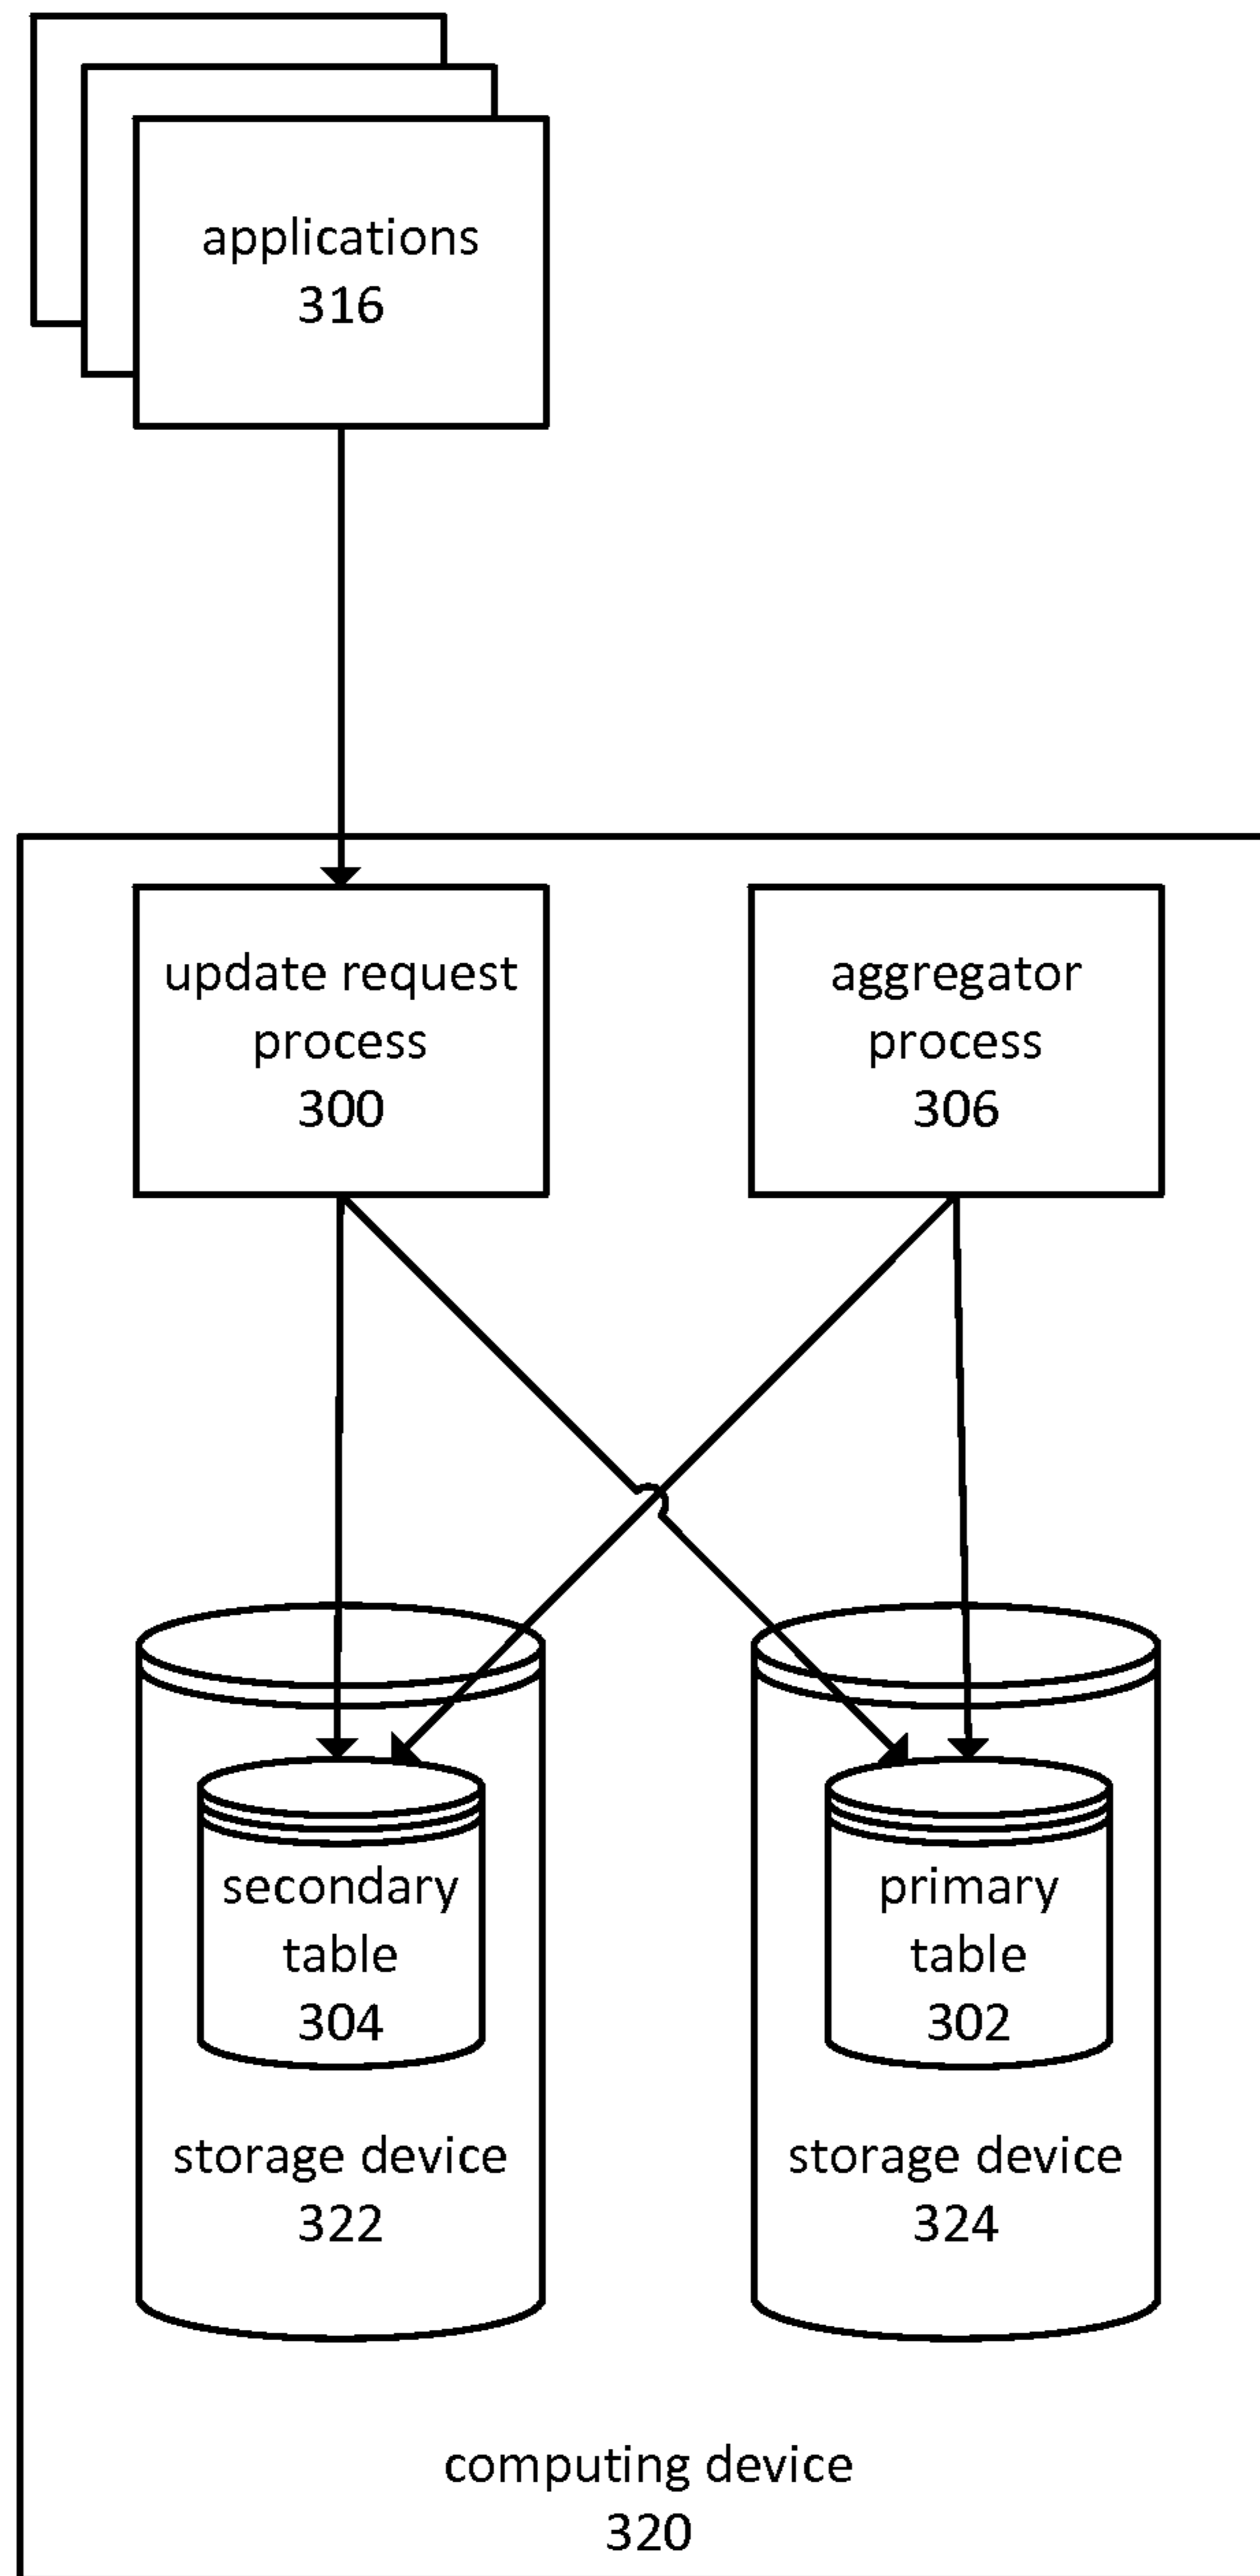 applications
316
update request
process
300
aggregator
process
306
secondary
table
304
primary
table
302
storage device
322
storage device
324
computing device
320